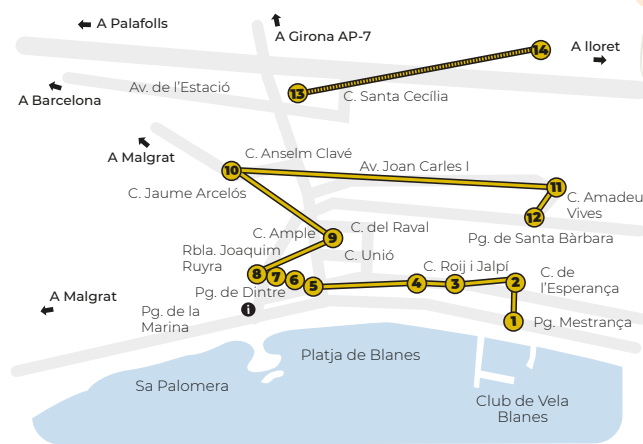 A Palafolls
A Girona AP-7
14
A lloret
Av. de l'Estació
13
C. Santa Cecília
A Barcelona
A Malgrat
C. Anselm Clavé
10
Av. Joan Carles I
11
C. Jaume Arcelós
C. Amadeu
Vives
12
C. Ample
9
C. del Raval
Pg. de Santa Bàrbara
Rbla. Joaquim
Ruyra
C. Unió
8
7
6
5
4
3
2
C. Roij i Jalpí
C. de
l'Esperança
Pg. de Dintre
A Malgrat
i
Pg. de la
Marina
1
Pg. Mestrança
Platja de Blanes
Sa Palomera
Club de Vela
Blanes